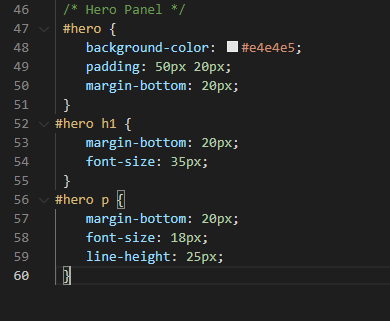 46 /* Hero Panel */
47 #hero {
48 background-color: #e4e4e5;
49 padding: 50px 20px;
50 margin-bottom: 20px;
51 }
52 #hero h1 {
53 margin-bottom: 20px;
54 font-size: 35px;
55 }
56 #hero p {
57 margin-bottom: 20px;
58 font-size: 18px;
59 line-height: 25px;
60 }